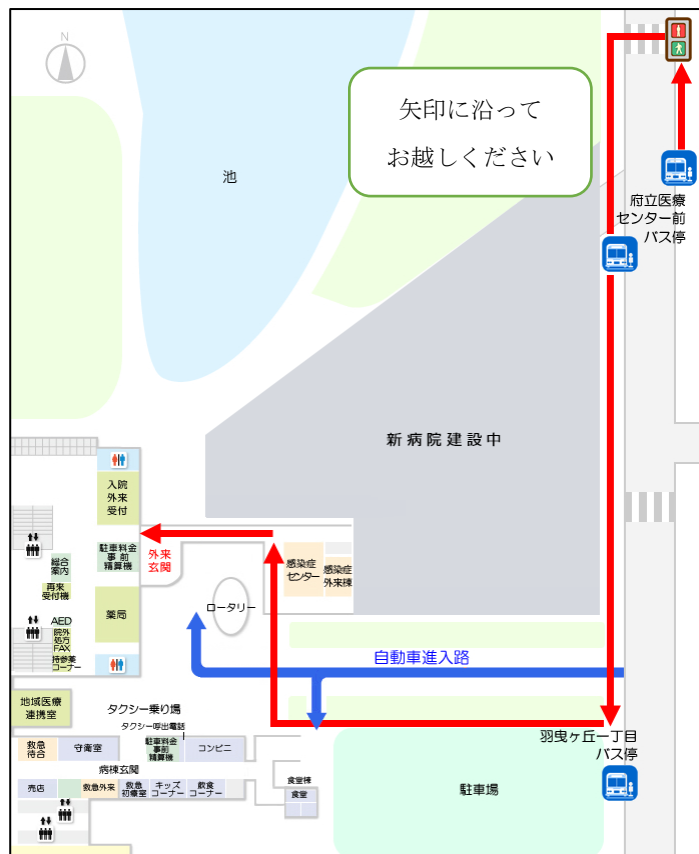 N
矢印に沿って
お越しください
池
府立医療
センター前
バス停
新病院建設中
入院
外来
受付
駐車料金
事前
精算機
外来
玄関
総合
案内
再来
受付機
感染症
センター
感染症
外来棟
薬局
ロータリー
AED
院外
処方
FAX
持参薬
コーナー
自動車進入路
地域医療
連携室
タクシー乗り場
タクシー呼出電話
羽曳ヶ丘一丁目
バス停
救急
待合
守衛室
駐車料金
事前
精算機
コンビニ
病棟玄関
売店
救急外来
救急
初療室
キッズ
コーナー
飲食
コーナー
食堂棟
食堂
駐車場